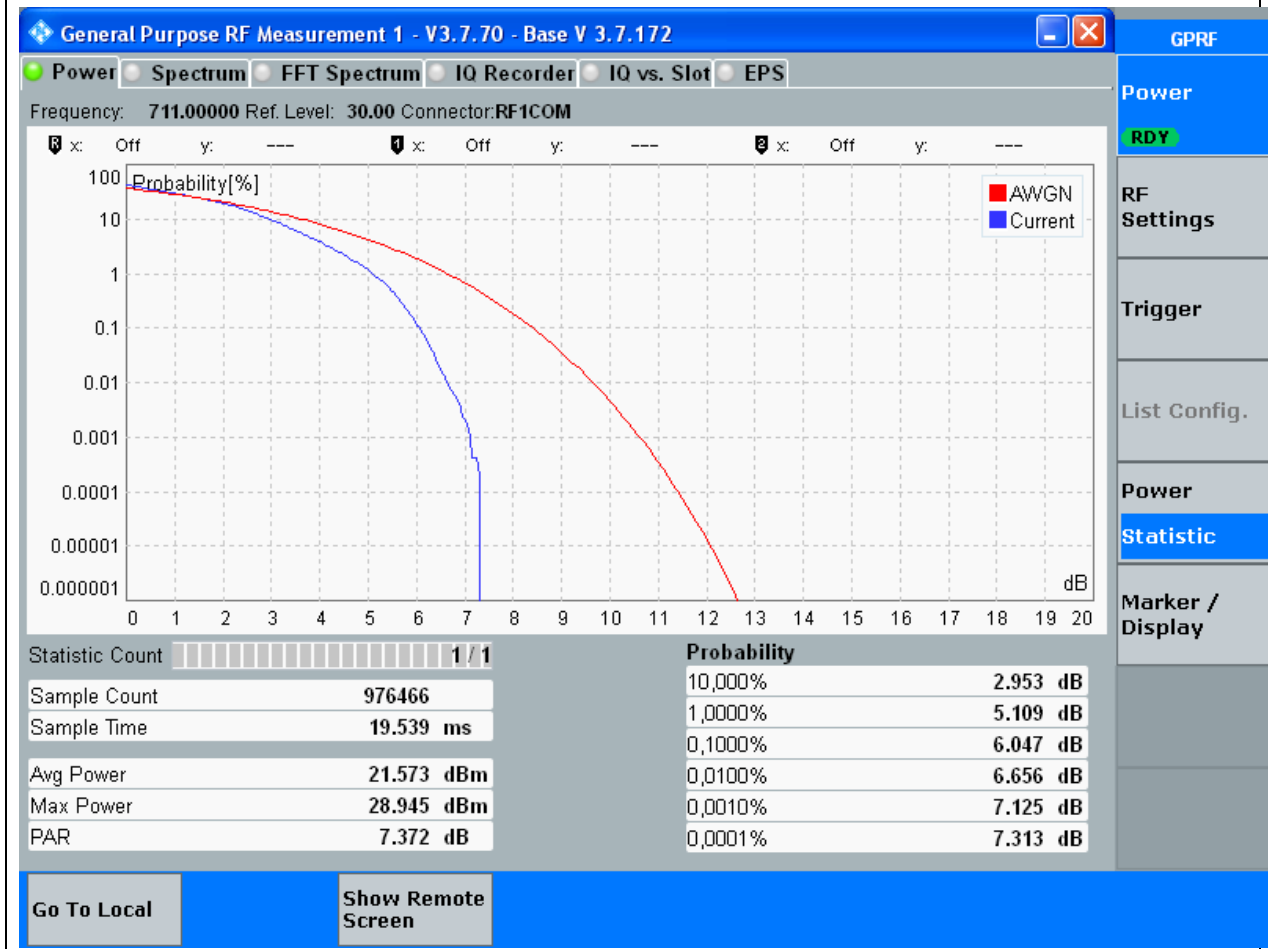 General Purpose RF Measurement 1 - V3.7.70 - Base V 3.7.172
Power Spectrum FFT Spectrum IQ Recorder IQ vs. Slot EPS
Frequency: 711.00000 Ref. Level: 30.00 Connector:RF1COM
R x: Off y: --- 1 x: Off y: --- 2 x: Off y: ---
Probability[%]
AWGN
Current
100
10
1
0.1
0.01
0.001
0.0001
0.00001
0.000001
dB
0 1 2 3 4 5 6 7 8 9 10 11 12 13 14 15 16 17 18 19 20
Statistic Count 1 / 1
Sample Count 976466
Sample Time 19.539 ms
Avg Power 21.573 dBm
Max Power 28.945 dBm
PAR 7.372 dB
Probability
10,000% 2.953 dB
1,0000% 5.109 dB
0,1000% 6.047 dB
0,0100% 6.656 dB
0,0010% 7.125 dB
0,0001% 7.313 dB
GPRF
Power
RDY
RF
Settings
Trigger
List Config.
Power
Statistic
Marker /
Display
Go To Local
Show Remote
Screen